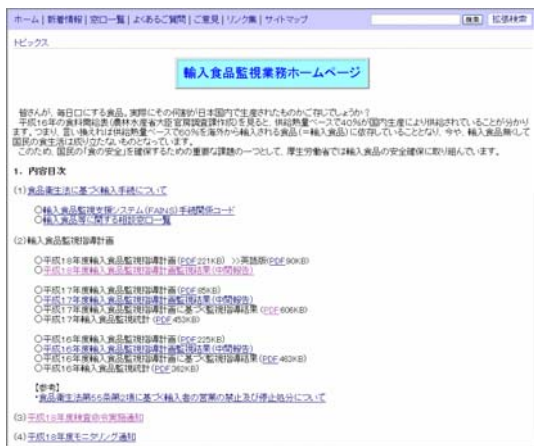 ホーム | 新着情報 | 窓口一覧 | よくあるご質問 | ご意見 | リンク集 | サイトマップ 検索 拡張検索
トピックス
輸入食品監視業務ホームページ
皆さんが、毎日口にする食品。実際にその何割が日本国内で生産されたものかご存じでしょうか？
平成16年の食料需給表(農林水産省大臣官房調査課作成)を見ると、供給熱量ベースで40%が国内生産により供給されていることが分かり
ます。つまり、言い換えれば供給熱量ベースで60%を海外から輸入される食品(=輸入食品)に依存していることとなり、今や、輸入食品無くして
国民の食生活は成り立たないものとなっています。
このため、国民の「食の安全」を確保するための重要な課題の一つとして、厚生労働省では輸入食品の安全確保に取り組んでいます。
1. 内容目次
(1)食品衛生法に基づく輸入手続について
○輸入食品監視支援システム(FAINS)手続関係コード
○輸入食品等に関する相談窓口一覧
(2)輸入食品監視指導計画
○平成18年度輸入食品監視指導計画(PDF:221KB) >>英語版(PDF:90KB)
○平成18年度輸入食品監視指導計画監視結果(中間報告)
○平成17年度輸入食品監視指導計画(PDF:85KB)
○平成17年度輸入食品監視指導計画監視結果(中間報告)
○平成17年度輸入食品監視指導計画に基づく監視指導結果(PDF:606KB)
○平成17年輸入食品監視統計(PDF:453KB)
○平成16年度輸入食品監視指導計画(PDF:225KB)
○平成16年度輸入食品監視指導計画監視結果(中間報告)
○平成16年度輸入食品監視指導計画に基づく監視指導結果(PDF:463KB)
○平成16年輸入食品監視統計(PDF:362KB)
【参考】
・食品衛生法第55条第2項に基づく輸入者の営業の禁止及び停止処分について
(3)平成18年度検査命令実施通知
(4)平成18年度モニタリング通知